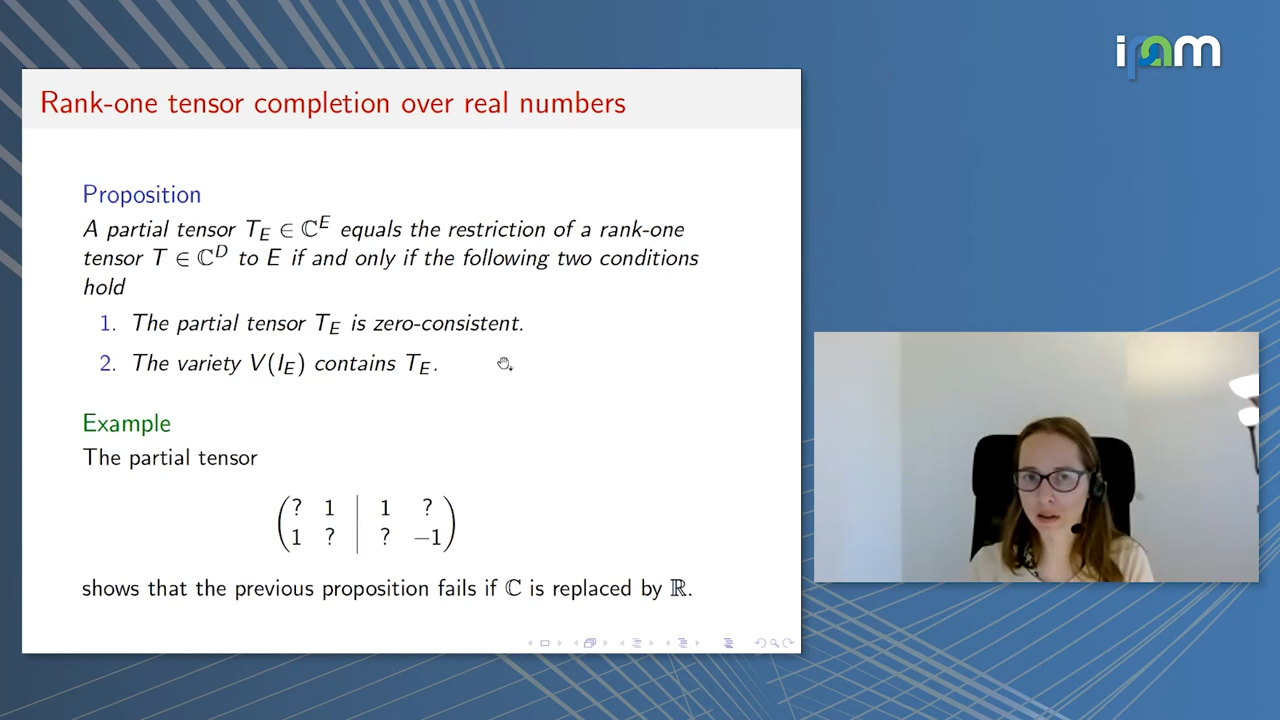 ipam
Rank-one tensor completion over real numbers
Proposition
A partial tensor T_E ∈ ℂ^E equals the restriction of a rank-one
tensor T ∈ ℂ^D to E if and only if the following two conditions
hold
1. The partial tensor T_E is zero-consistent.
2. The variety V(I_E) contains T_E.
Example
The partial tensor
( ? 1 | 1 ? )
( 1 ? | ? −1 )
shows that the previous proposition fails if ℂ is replaced by ℝ.